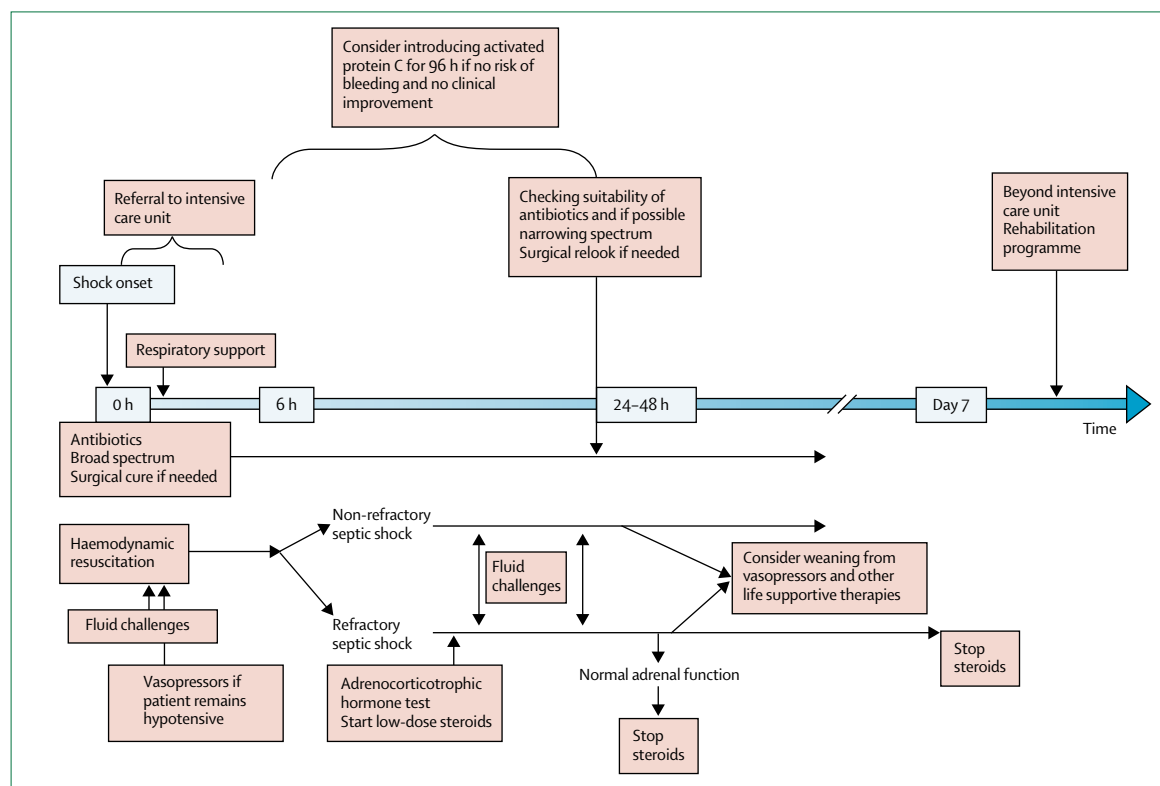 Consider introducing activated
protein C for 96 h if no risk of
bleeding and no clinical
improvement
Referral to intensive
care unit
Checking suitability of
antibiotics and if possible
narrowing spectrum
Surgical relook if needed
Beyond intensive
care unit
Rehabilitation
programme
Shock onset
Respiratory support
0 h
6 h
24–48 h
Day 7
Time
Antibiotics
Broad spectrum
Surgical cure if needed
Non-refractory
septic shock
Haemodynamic
resuscitation
Fluid
challenges
Consider weaning from
vasopressors and other
life supportive therapies
Fluid challenges
Refractory
septic shock
Stop
steroids
Vasopressors if
patient remains
hypotensive
Adrenocorticotrophic
hormone test
Start low-dose steroids
Normal adrenal function
Stop
steroids